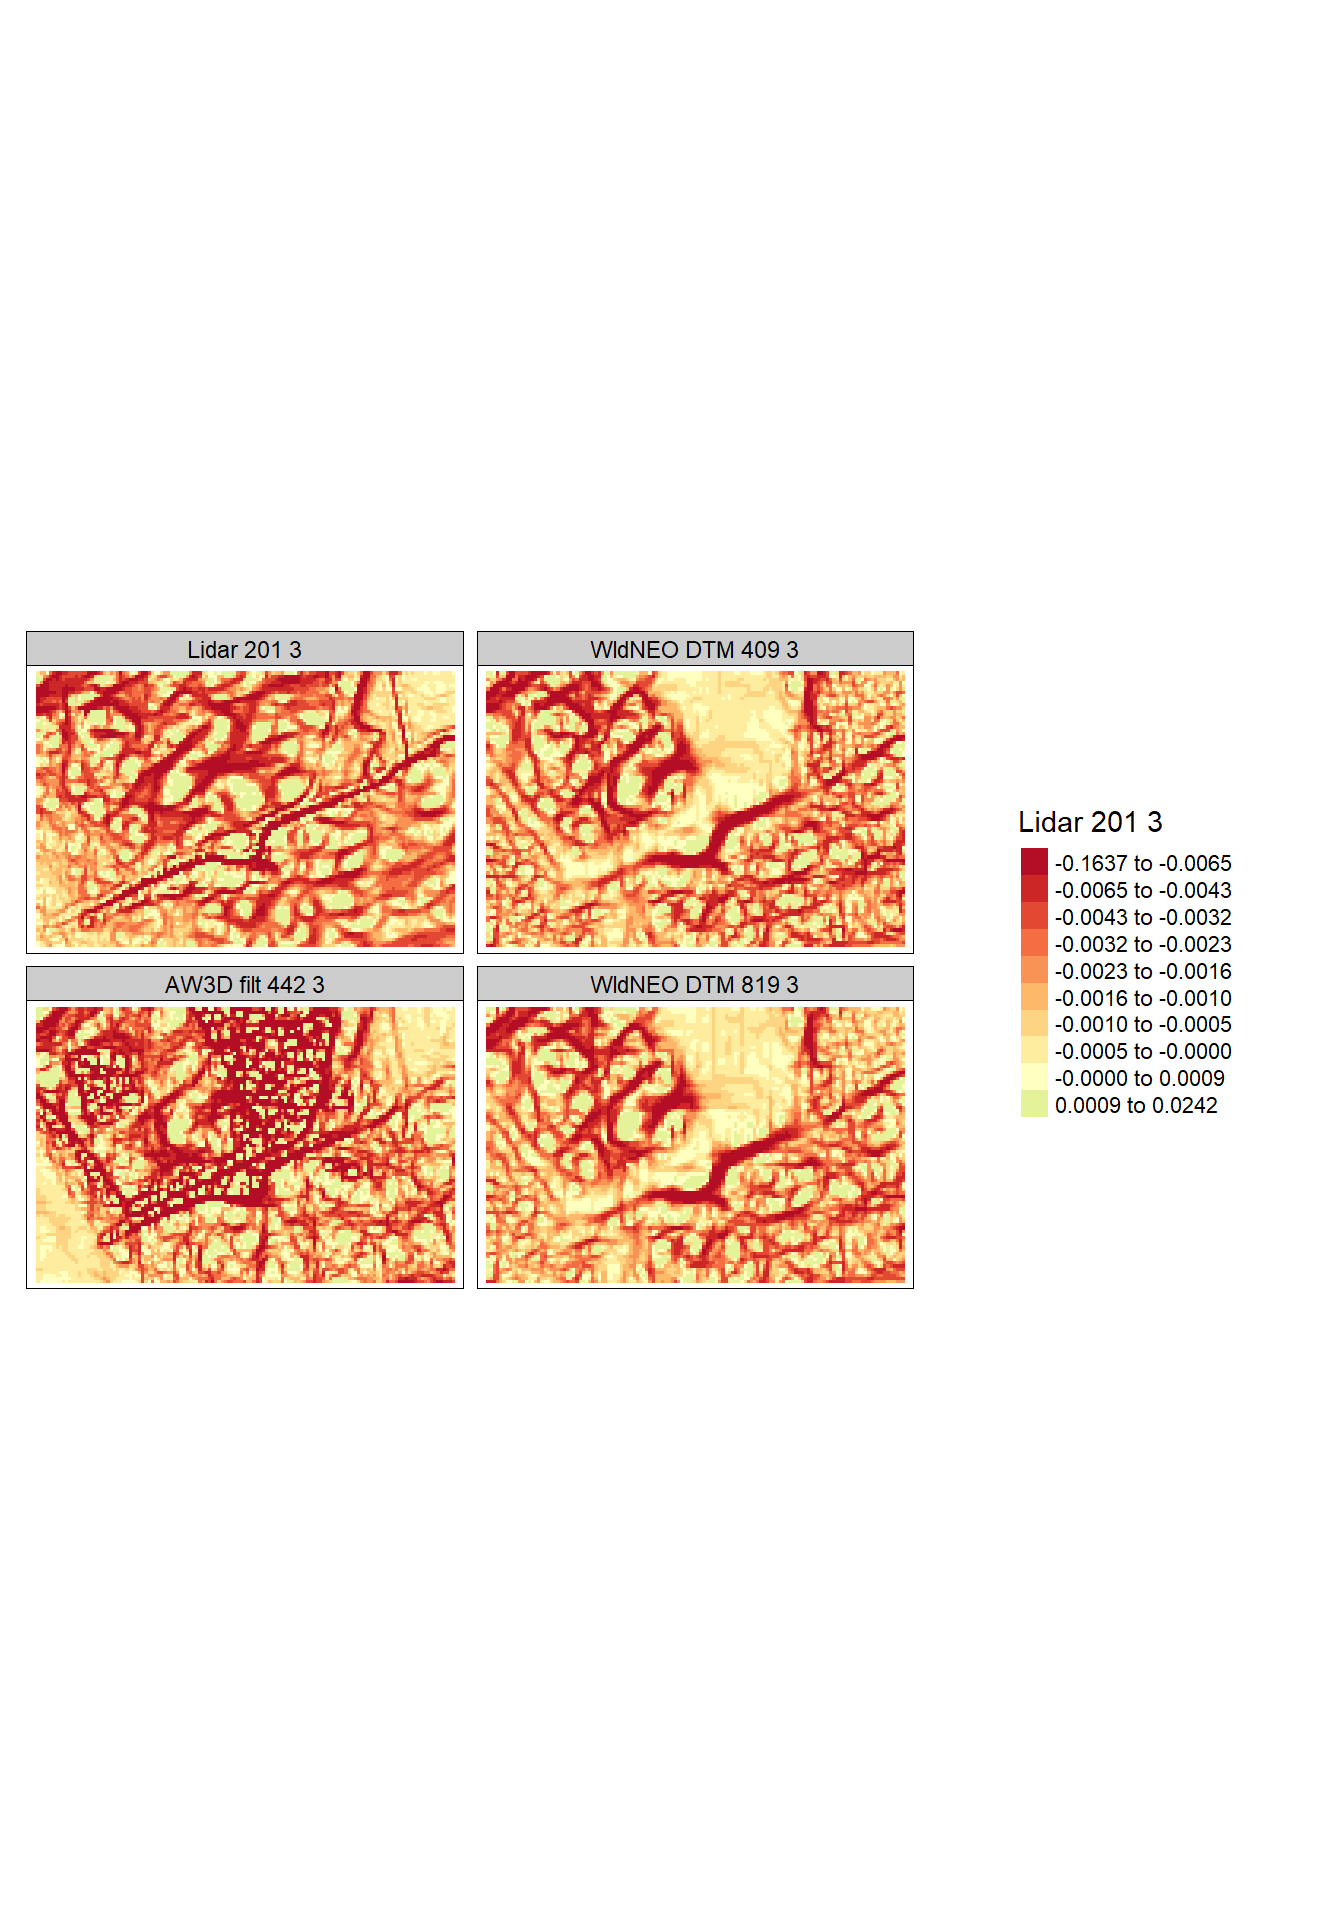 Lidar 201 3
WldNEO DTM 409 3
AW3D filt 442 3
WldNEO DTM 819 3
Lidar 201 3
-0.1637 to -0.0065
-0.0065 to -0.0043
-0.0043 to -0.0032
-0.0032 to -0.0023
-0.0023 to -0.0016
-0.0016 to -0.0010
-0.0010 to -0.0005
-0.0005 to -0.0000
-0.0000 to 0.0009
0.0009 to 0.0242